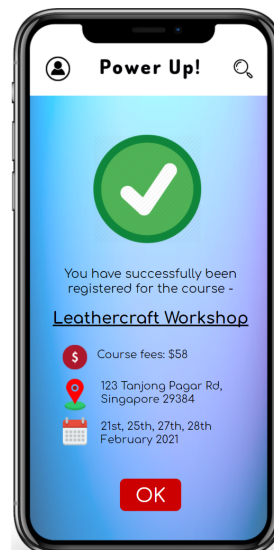 Power Up!
You have successfully been
registered for the course -
Leathercraft Workshop
$ Course fees: $58
123 Tanjong Pagar Rd,
Singapore 29384
21st, 25th, 27th, 28th
February 2021
OK